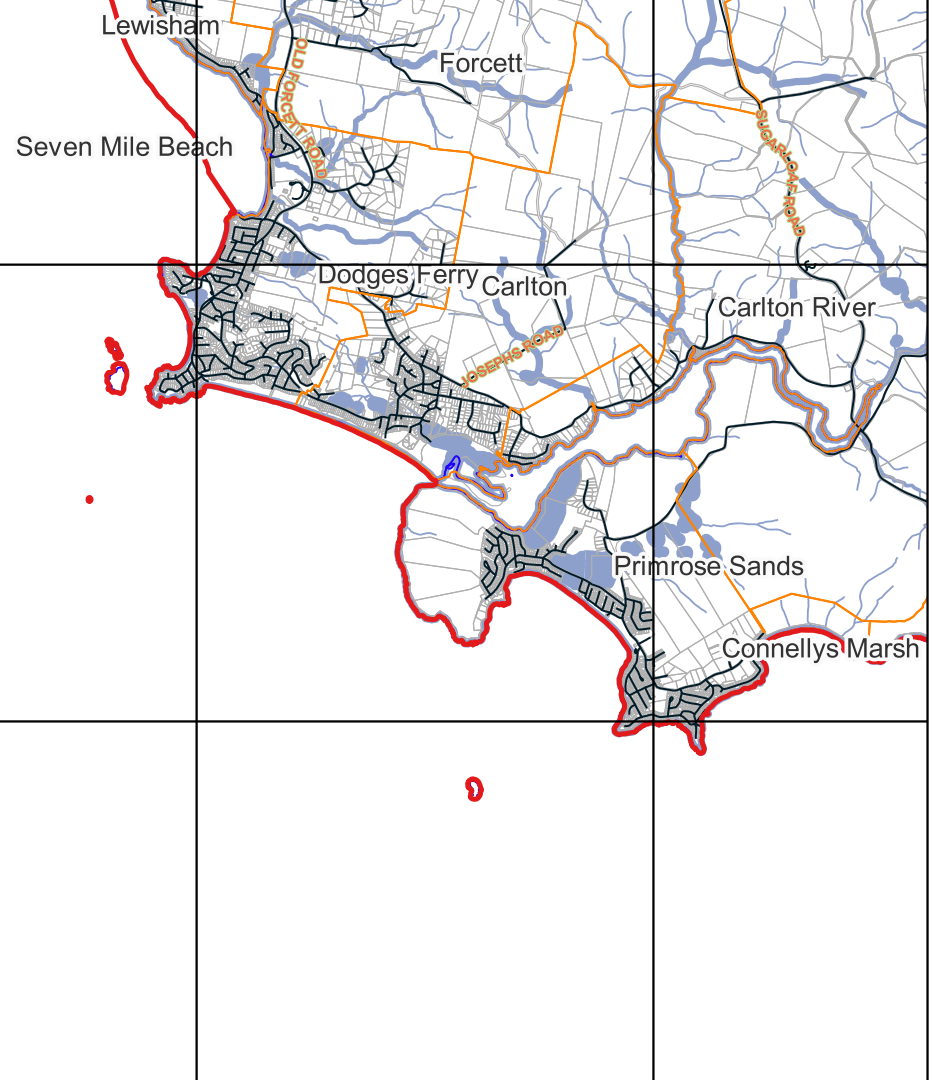 Lewisham
Forcett
OLD FORCETT ROAD
SUGARLOAF ROAD
Seven Mile Beach
Dodges Ferry
Carlton
Carlton River
JOSEPHS ROAD
Primrose Sands
Connellys Marsh